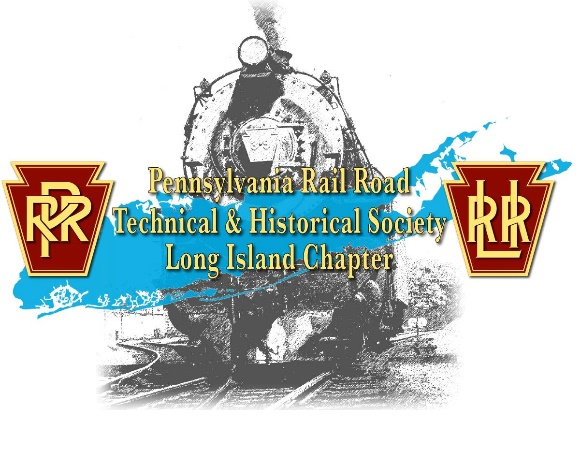 Pennsylvania Rail Road
Technical & Historical Society
Long Island Chapter
PRR
LIRR